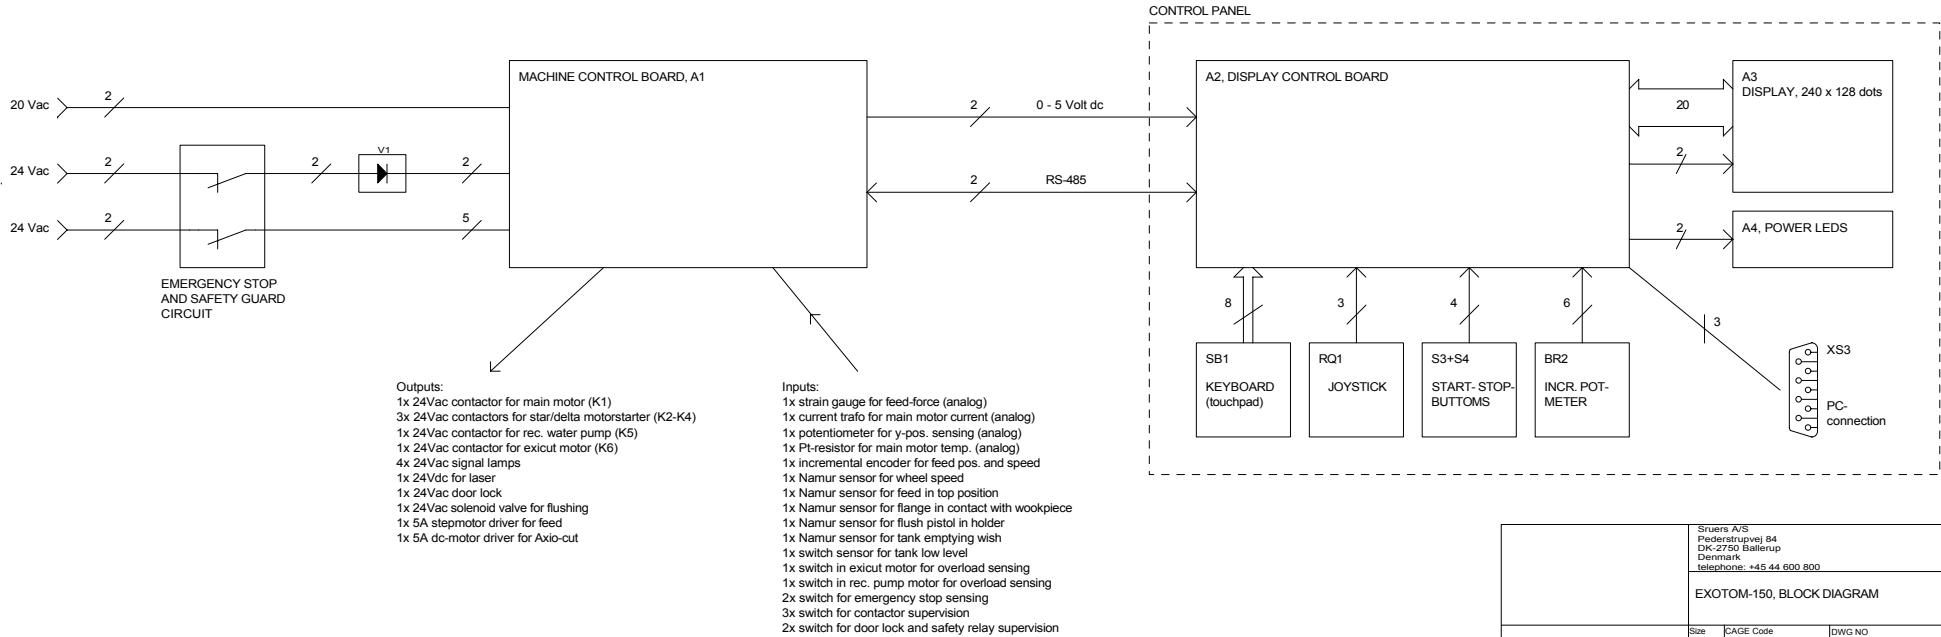 CONTROL PANEL
MACHINE CONTROL BOARD, A1
A2, DISPLAY CONTROL BOARD
A3
DISPLAY, 240 x 128 dots
20 Vac
2
2
0 - 5 Volt dc
20
24 Vac
2
2
V1
2
2
RS-485
2
24 Vac
2
5
2
A4, POWER LEDS
EMERGENCY STOP
AND SAFETY GUARD
CIRCUIT
8
3
4
6
3
SB1
KEYBOARD
(touchpad)
RQ1
JOYSTICK
S3+S4
START- STOP-
BUTTOMS
BR2
INCR. POT-
METER
XS3
PC-
connection
Outputs:
1x 24Vac contactor for main motor (K1)
3x 24Vac contactors for star/delta motorstarter (K2-K4)
1x 24Vac contactor for rec. water pump (K5)
1x 24Vac contactor for exicut motor (K6)
4x 24Vac signal lamps
1x 24Vdc for laser
1x 24Vac door lock
1x 24Vac solenoid valve for flushing
1x 5A stepmotor driver for feed
1x 5A dc-motor driver for Axio-cut
Inputs:
1x strain gauge for feed-force (analog)
1x current trafo for main motor current (analog)
1x potentiometer for y-pos. sensing (analog)
1x Pt-resistor for main motor temp. (analog)
1x incremental encoder for feed pos. and speed
1x Namur sensor for wheel speed
1x Namur sensor for feed in top position
1x Namur sensor for flange in contact with wookpiece
1x Namur sensor for flush pistol in holder
1x Namur sensor for tank emptying wish
1x switch sensor for tank low level
1x switch in exicut motor for overload sensing
1x switch in rec. pump motor for overload sensing
2x switch for emergency stop sensing
3x switch for contactor supervision
2x switch for door lock and safety relay supervision
Sruers A/S
Pederstrupvej 84
DK-2750 Ballerup
Denmark
telephone: +45 44 600 800
EXOTOM-150, BLOCK DIAGRAM
Size
CAGE Code
DWG NO